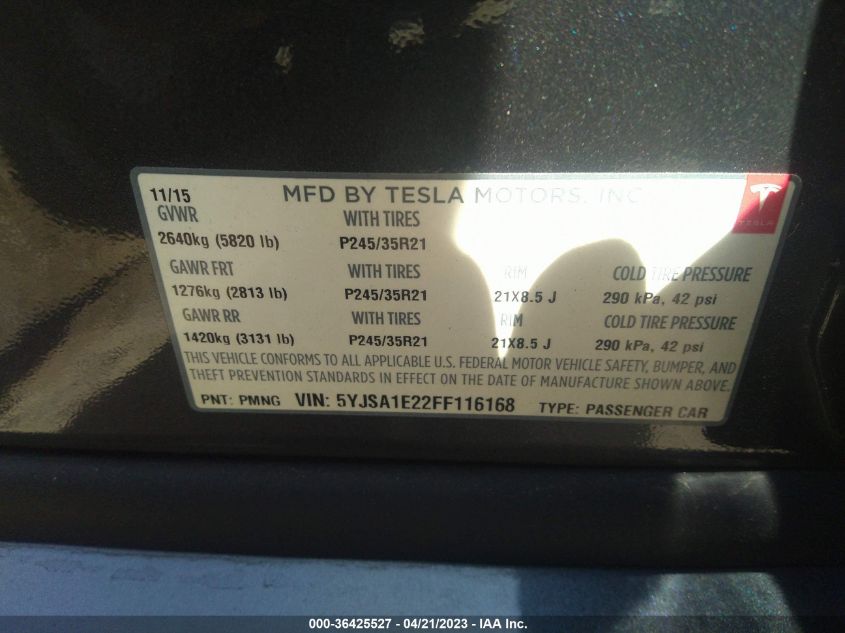 11/15 MFD BY TESLA MOTORS, INC
GVWR WITH TIRES
TESLA
2640kg (5820 lb) P245/35R21
GAWR FRT WITH TIRES RIM COLD TIRE PRESSURE
1276kg (2813 lb) P245/35R21 21X8.5 J 290 kPa, 42 psi
GAWR RR WITH TIRES RIM COLD TIRE PRESSURE
1420kg (3131 lb) P245/35R21 21X8.5 J 290 kPa, 42 psi
THIS VEHICLE CONFORMS TO ALL APPLICABLE U.S. FEDERAL MOTOR VEHICLE SAFETY, BUMPER, AND
THEFT PREVENTION STANDARDS IN EFFECT ON THE DATE OF MANUFACTURE SHOWN ABOVE.
PNT: PMNG VIN: 5YJSA1E22FF116168 TYPE: PASSENGER CAR
000-36425527 - 04/21/2023 - IAA Inc.